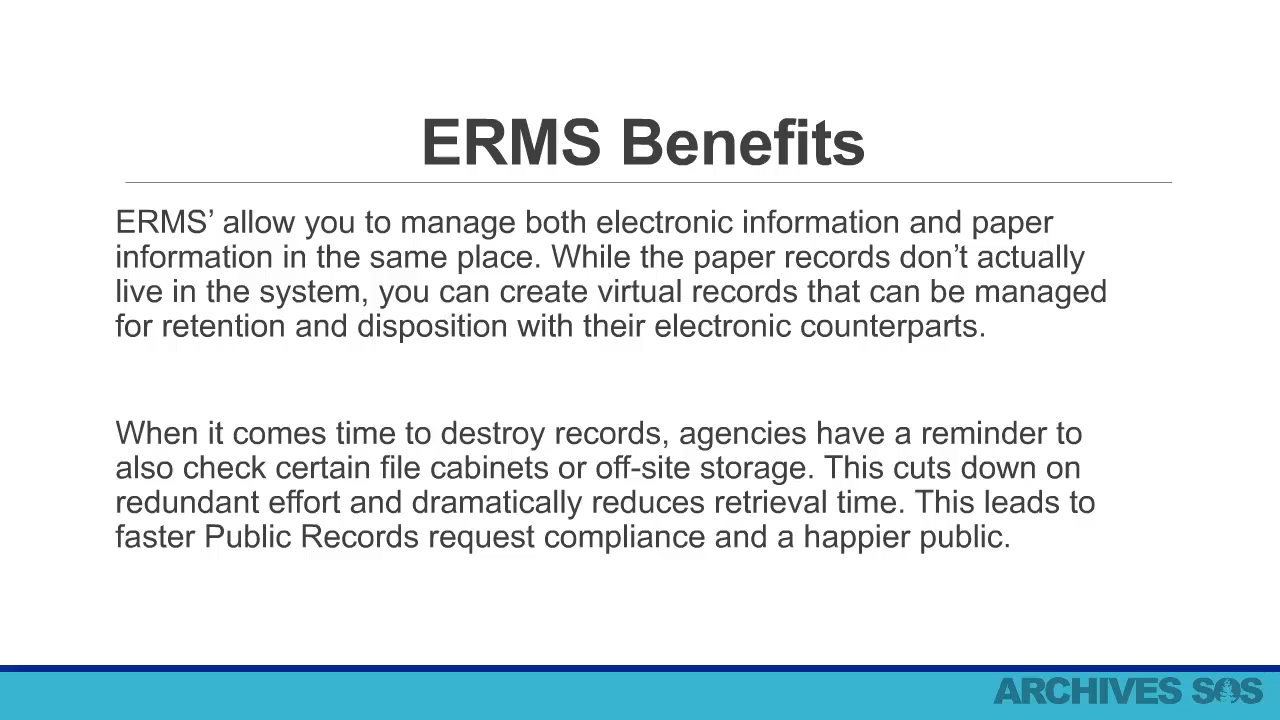 ERMS Benefits
ERMS’ allow you to manage both electronic information and paper
information in the same place. While the paper records don’t actually
live in the system, you can create virtual records that can be managed
for retention and disposition with their electronic counterparts.
When it comes time to destroy records, agencies have a reminder to
also check certain file cabinets or off-site storage. This cuts down on
redundant effort and dramatically reduces retrieval time. This leads to
faster Public Records request compliance and a happier public.
ARCHIVES SOS